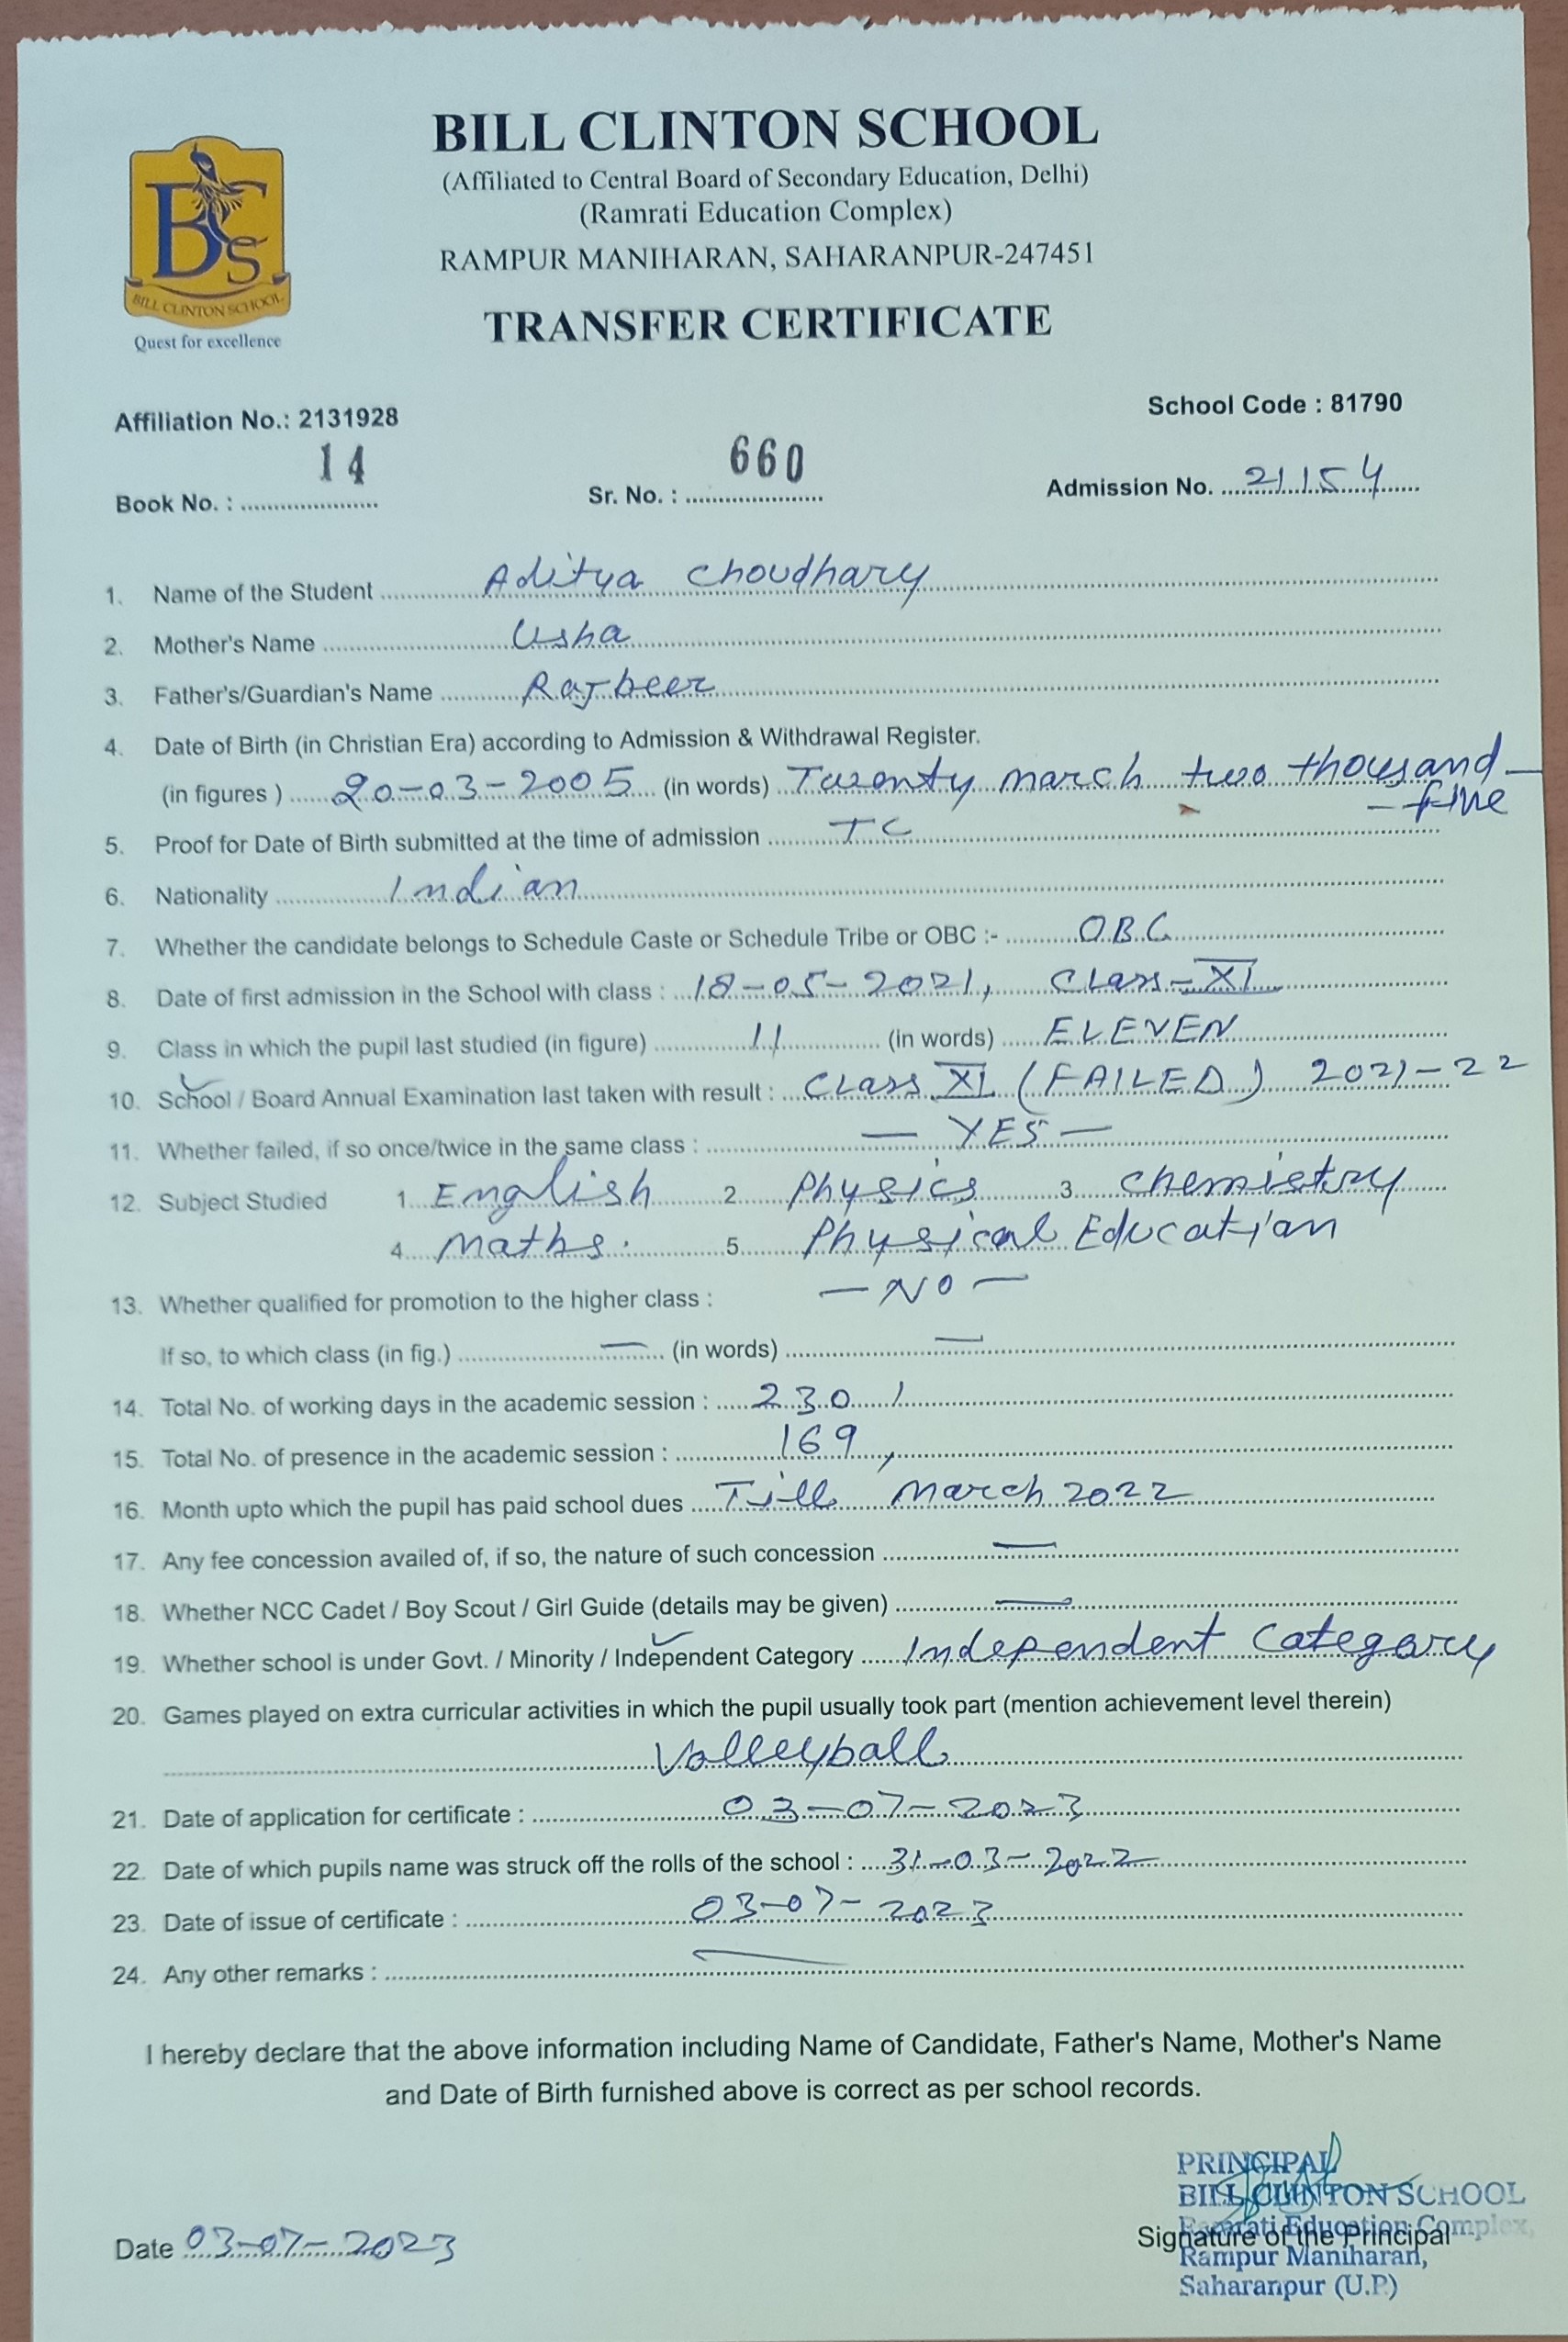 BILL CLINTON SCHOOL
(Affiliated to Central Board of Secondary Education, Delhi)
(Ramrati Education Complex)
RAMPUR MANIHARAN, SAHARANPUR-247451
TRANSFER CERTIFICATE
BCS
BILL CLINTON SCHOOL
Quest for excellence
Affiliation No.: 2131928 School Code : 81790
Book No. : 14 Sr. No. : 660 Admission No. 21154
1. Name of the Student Aditya Choudhary
2. Mother's Name Usha
3. Father's/Guardian's Name Rajbeer
4. Date of Birth (in Christian Era) according to Admission & Withdrawal Register.
(in figures ) 20-03-2005 (in words) Twenty march two thousand -
- five
5. Proof for Date of Birth submitted at the time of admission TC
6. Nationality Indian
7. Whether the candidate belongs to Schedule Caste or Schedule Tribe or OBC :- OBC
8. Date of first admission in the School with class : 18-05-2021, Class-XI
9. Class in which the pupil last studied (in figure) 11 (in words) ELEVEN
10. School / Board Annual Examination last taken with result : Class XI (FAILED) 2021-22
11. Whether failed, if so once/twice in the same class : - YES -
12. Subject Studied 1. English 2. Physics 3. chemistry
4. Maths. 5. Physical Education
13. Whether qualified for promotion to the higher class : - NO -
If so, to which class (in fig.) — (in words) —
14. Total No. of working days in the academic session : 230 /
15. Total No. of presence in the academic session : 169,
16. Month upto which the pupil has paid school dues Till March 2022
17. Any fee concession availed of, if so, the nature of such concession —
18. Whether NCC Cadet / Boy Scout / Girl Guide (details may be given) —
19. Whether school is under Govt. / Minority / Independent Category Independent Category
20. Games played on extra curricular activities in which the pupil usually took part (mention achievement level therein)
Volleyball
21. Date of application for certificate : 03-07-2023
22. Date of which pupils name was struck off the rolls of the school : 31-03-2022
23. Date of issue of certificate : 03-07-2023
24. Any other remarks : —
I hereby declare that the above information including Name of Candidate, Father's Name, Mother's Name
and Date of Birth furnished above is correct as per school records.
PRINCIPAL
BILL CLINTON SCHOOL
Ramrati Education Complex,
Date 03-07-2023 Signature of the Principal
Rampur Maniharan,
Saharanpur (U.P.)